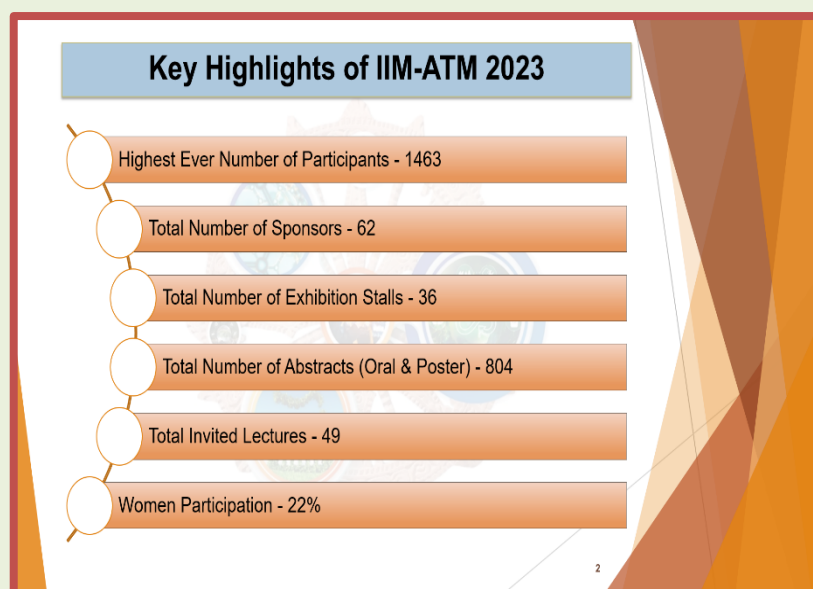 Key Highlights of IIM-ATM 2023
Highest Ever Number of Participants - 1463
Total Number of Sponsors - 62
Total Number of Exhibition Stalls - 36
Total Number of Abstracts (Oral & Poster) - 804
Total Invited Lectures - 49
Women Participation - 22%
2